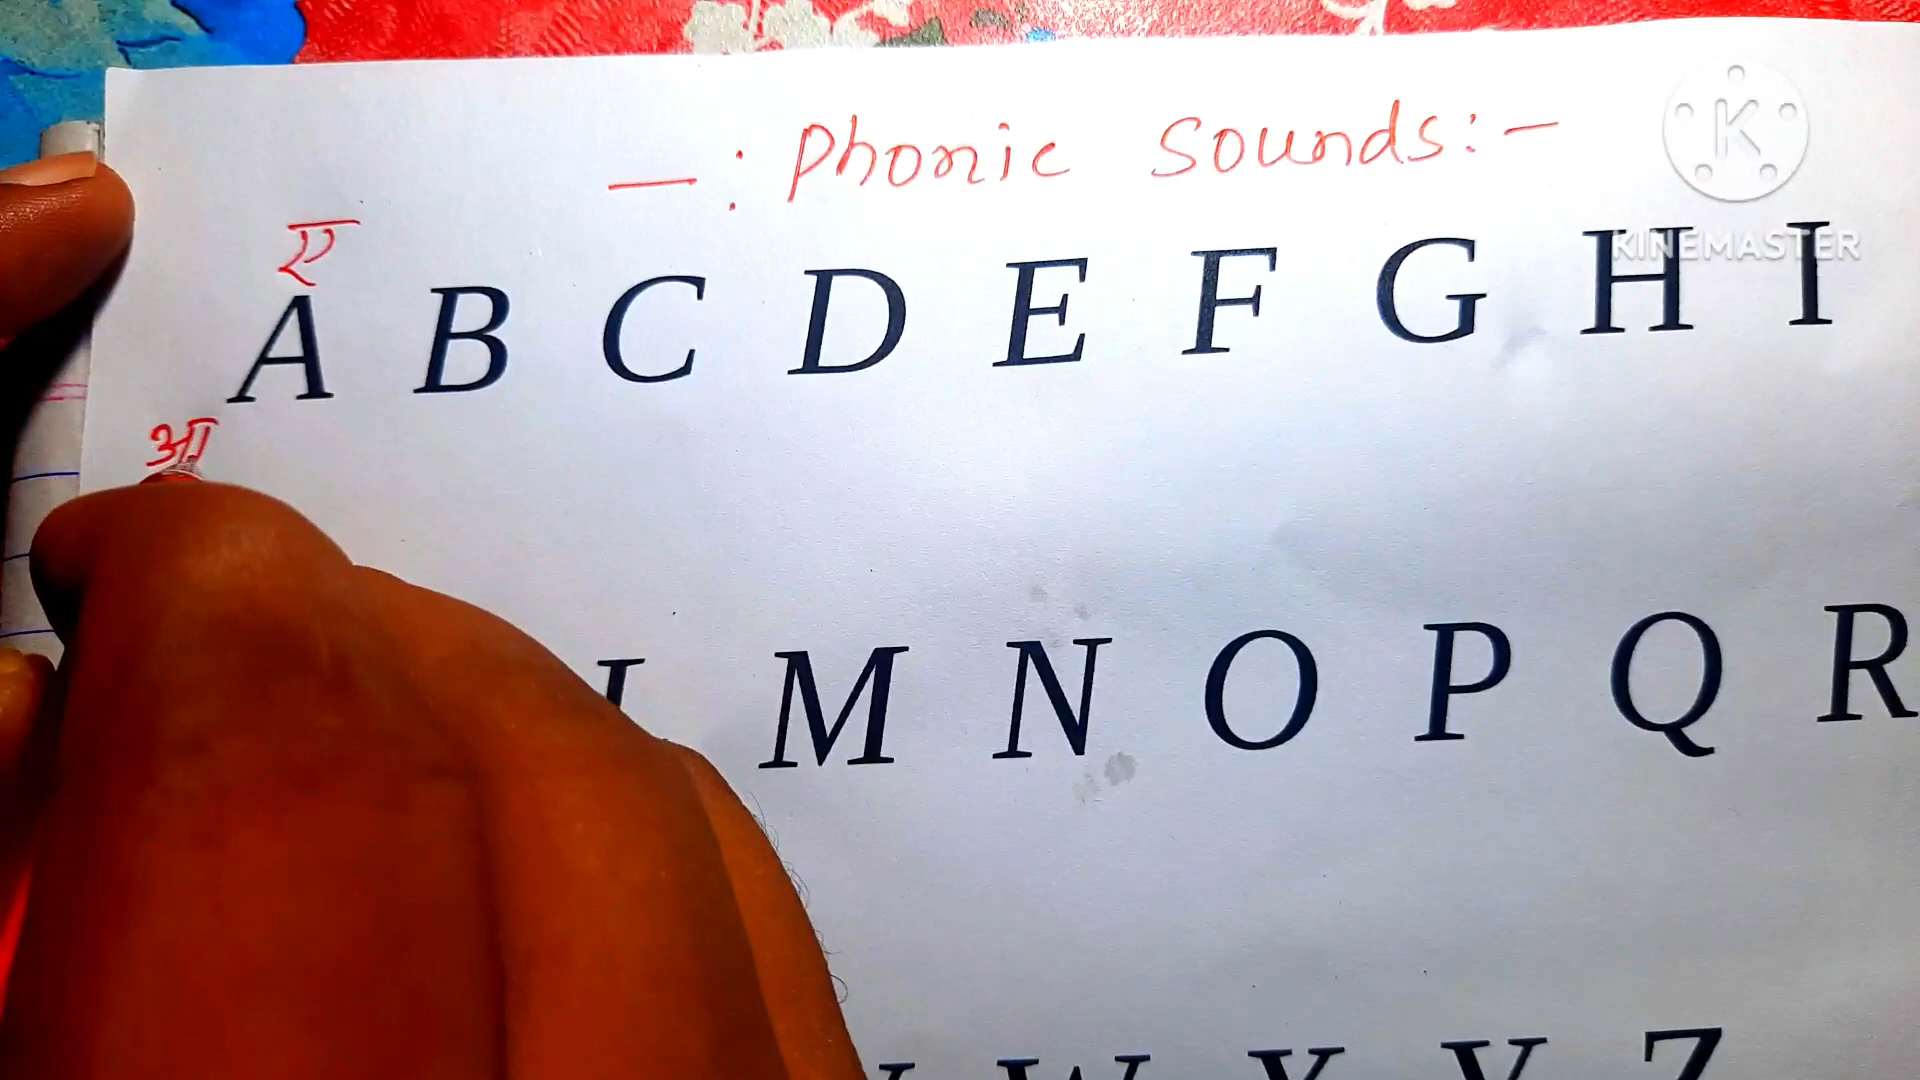 —: Phonic Sounds:-
ए
A B C D E F G H I
आ
L M N O P Q R
V W X Y Z
K
KINEMASTER